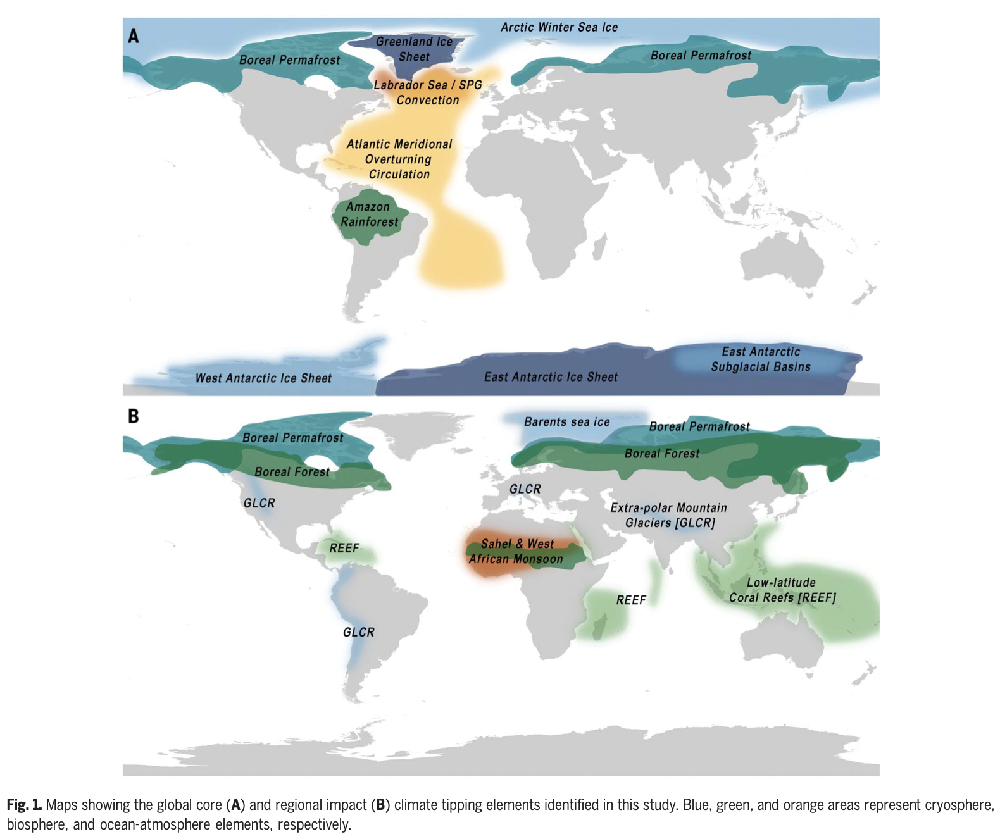 A
Arctic Winter Sea Ice
Greenland Ice
Sheet
Boreal Permafrost
Boreal Permafrost
Labrador Sea / SPG
Convection
Atlantic Meridional
Overturning
Circulation
Amazon
Rainforest
East Antarctic
Subglacial Basins
West Antarctic Ice Sheet
East Antarctic Ice Sheet
B
Barents sea ice
Boreal Permafrost
Boreal Permafrost
Boreal Forest
Boreal Forest
GLCR
GLCR
Extra-polar Mountain
Glaciers [GLCR]
REEF
Sahel & West
African Monsoon
Low-latitude
Coral Reefs [REEF]
REEF
GLCR
Fig. 1. Maps showing the global core (A) and regional impact (B) climate tipping elements identified in this study. Blue, green, and orange areas represent cryosphere,
biosphere, and ocean-atmosphere elements, respectively.